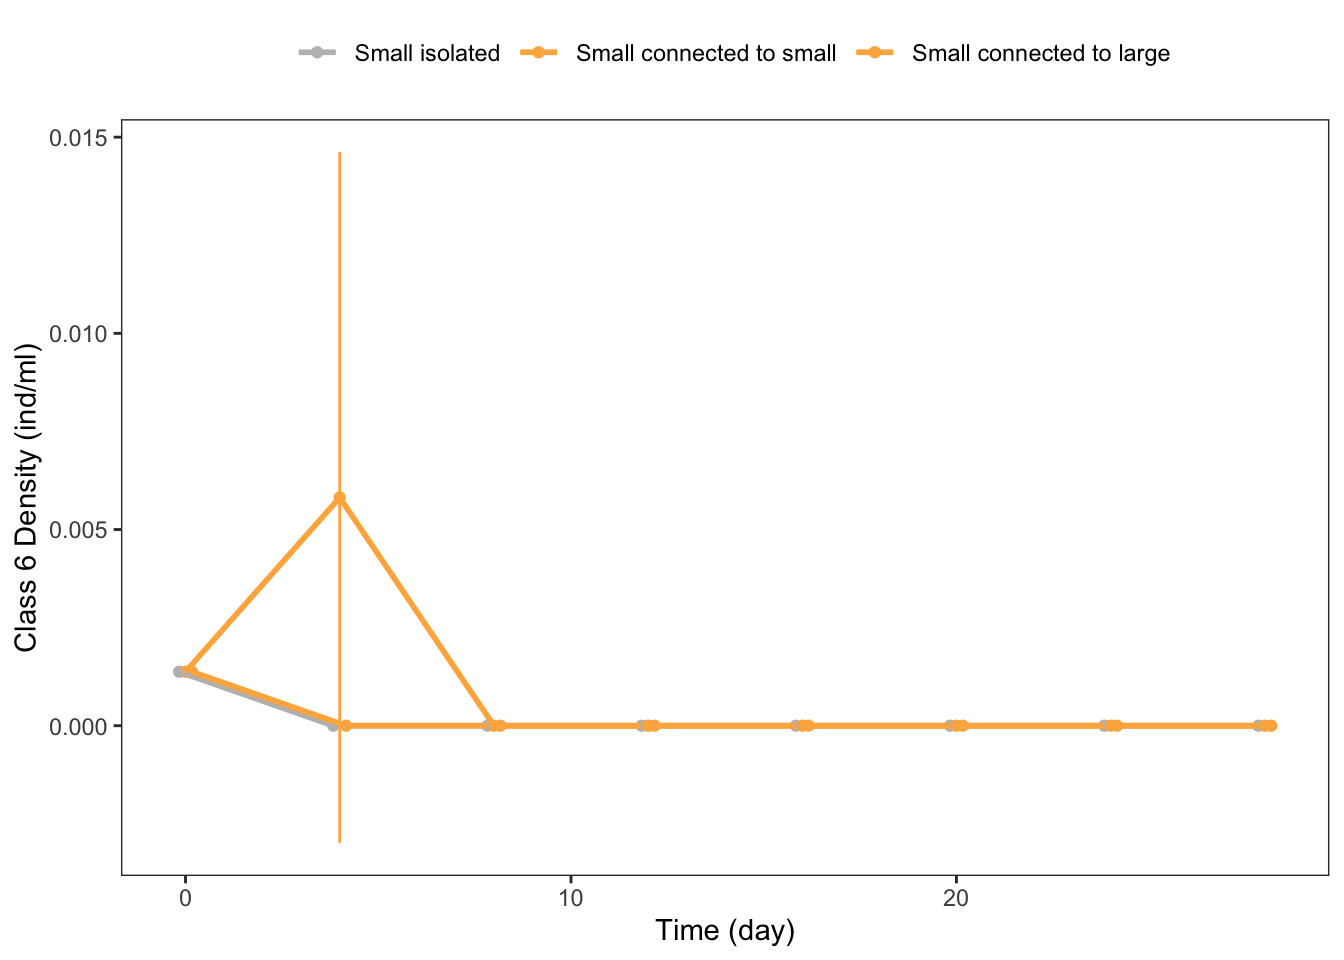 Small isolated Small connected to small Small connected to large
0.015
0.010
0.005
0.000
Class 6 Density (ind/ml)
0 10 20
Time (day)